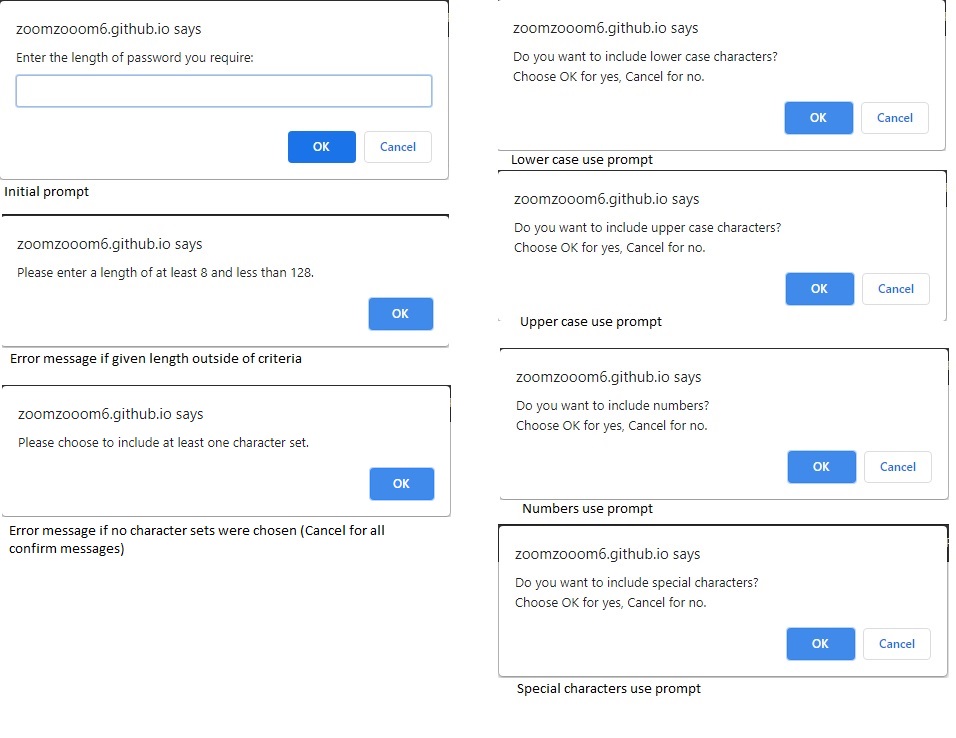 zoomzooom6.github.io says
Enter the length of password you require:
OK
Cancel
Initial prompt
zoomzooom6.github.io says
Please enter a length of at least 8 and less than 128.
OK
Error message if given length outside of criteria
zoomzooom6.github.io says
Please choose to include at least one character set.
OK
Error message if no character sets were chosen (Cancel for all
confirm messages)
zoomzooom6.github.io says
Do you want to include lower case characters?
Choose OK for yes, Cancel for no.
OK
Cancel
Lower case use prompt
zoomzooom6.github.io says
Do you want to include upper case characters?
Choose OK for yes, Cancel for no.
OK
Cancel
Upper case use prompt
zoomzooom6.github.io says
Do you want to include numbers?
Choose OK for yes, Cancel for no.
OK
Cancel
Numbers use prompt
zoomzooom6.github.io says
Do you want to include special characters?
Choose OK for yes, Cancel for no.
OK
Cancel
Special characters use prompt